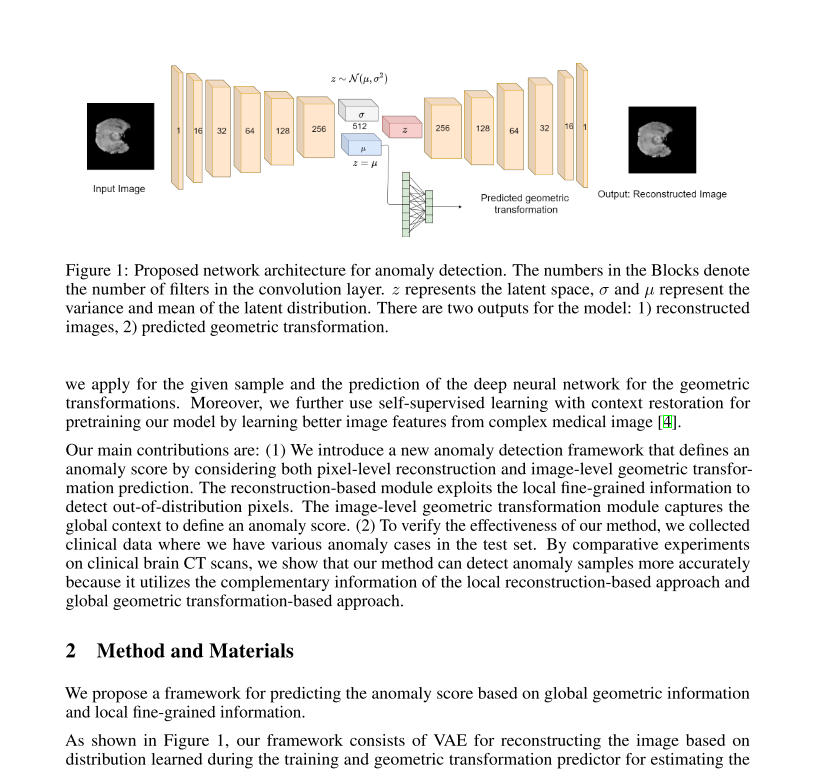 z ∼ N(μ, σ²)
1 16 32 64 128 256 σ 512 μ z 256 128 64 32 16 1
z = μ
Input Image
Predicted geometric
transformation
Output: Reconstructed Image
Figure 1: Proposed network architecture for anomaly detection. The numbers in the Blocks denote
the number of filters in the convolution layer. z represents the latent space, σ and μ represent the
variance and mean of the latent distribution. There are two outputs for the model: 1) reconstructed
images, 2) predicted geometric transformation.
we apply for the given sample and the prediction of the deep neural network for the geometric
transformations. Moreover, we further use self-supervised learning with context restoration for
pretraining our model by learning better image features from complex medical image [4].
Our main contributions are: (1) We introduce a new anomaly detection framework that defines an
anomaly score by considering both pixel-level reconstruction and image-level geometric transfor-
mation prediction. The reconstruction-based module exploits the local fine-grained information to
detect out-of-distribution pixels. The image-level geometric transformation module captures the
global context to define an anomaly score. (2) To verify the effectiveness of our method, we collected
clinical data where we have various anomaly cases in the test set. By comparative experiments
on clinical brain CT scans, we show that our method can detect anomaly samples more accurately
because it utilizes the complementary information of the local reconstruction-based approach and
global geometric transformation-based approach.
2 Method and Materials
We propose a framework for predicting the anomaly score based on global geometric information
and local fine-grained information.
As shown in Figure 1, our framework consists of VAE for reconstructing the image based on
distribution learned during the training and geometric transformation predictor for estimating the